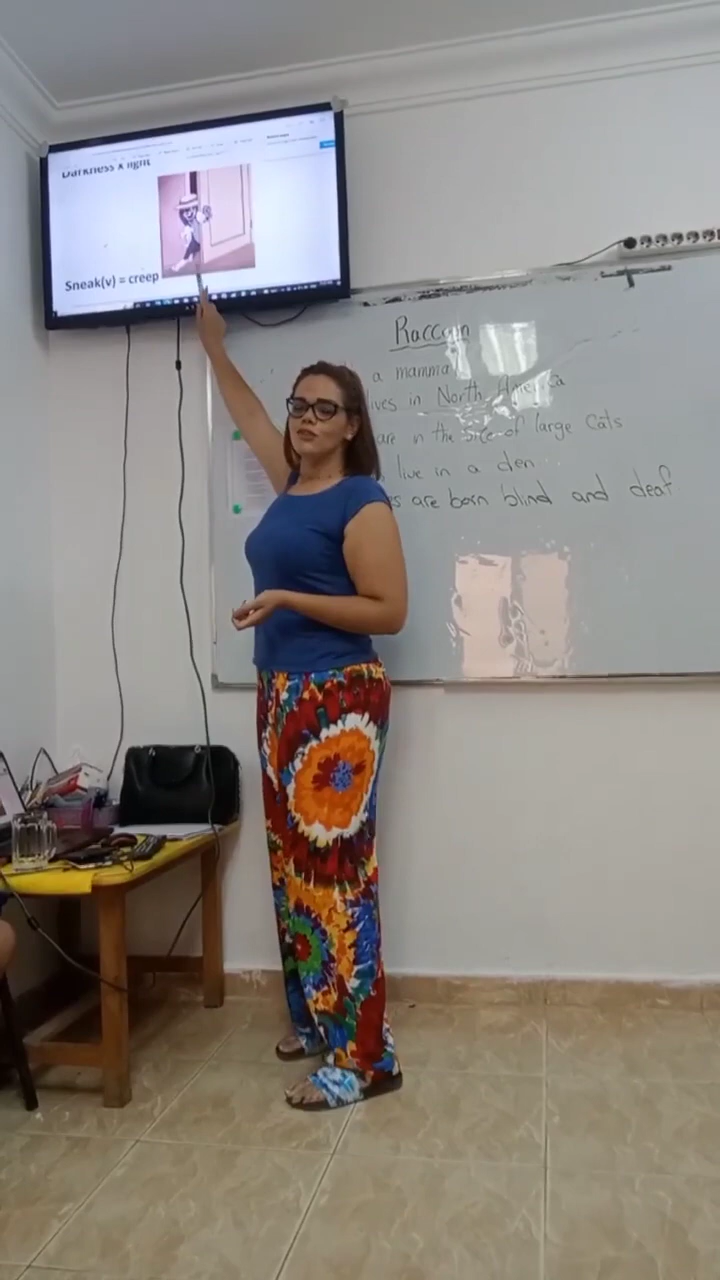 Darkness x light
Sneak(v) = creep
Raccoon
a mammal
lives in North America
are in the size of large Cats
live in a den
are born blind and deaf